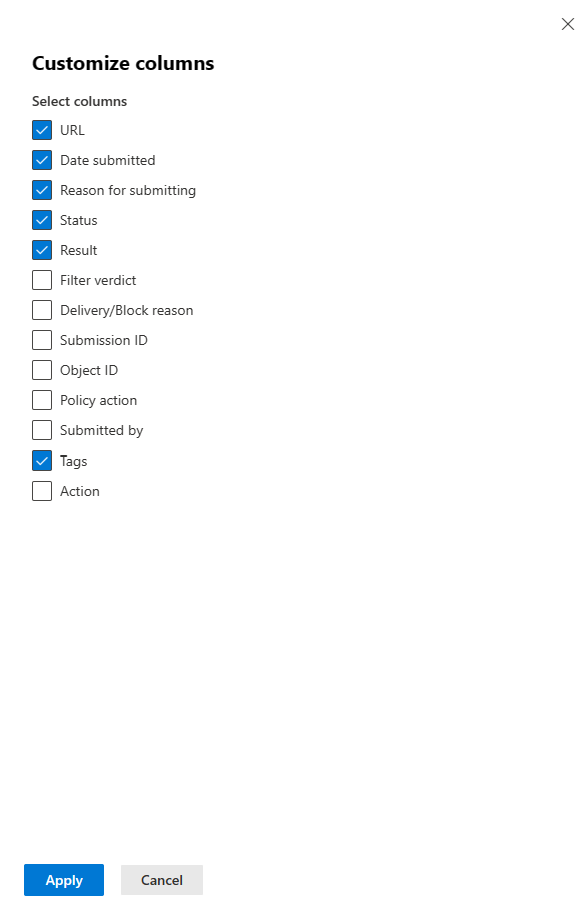 Customize columns
Select columns
URL
Date submitted
Reason for submitting
Status
Result
Filter verdict
Delivery/Block reason
Submission ID
Object ID
Policy action
Submitted by
Tags
Action
Apply
Cancel